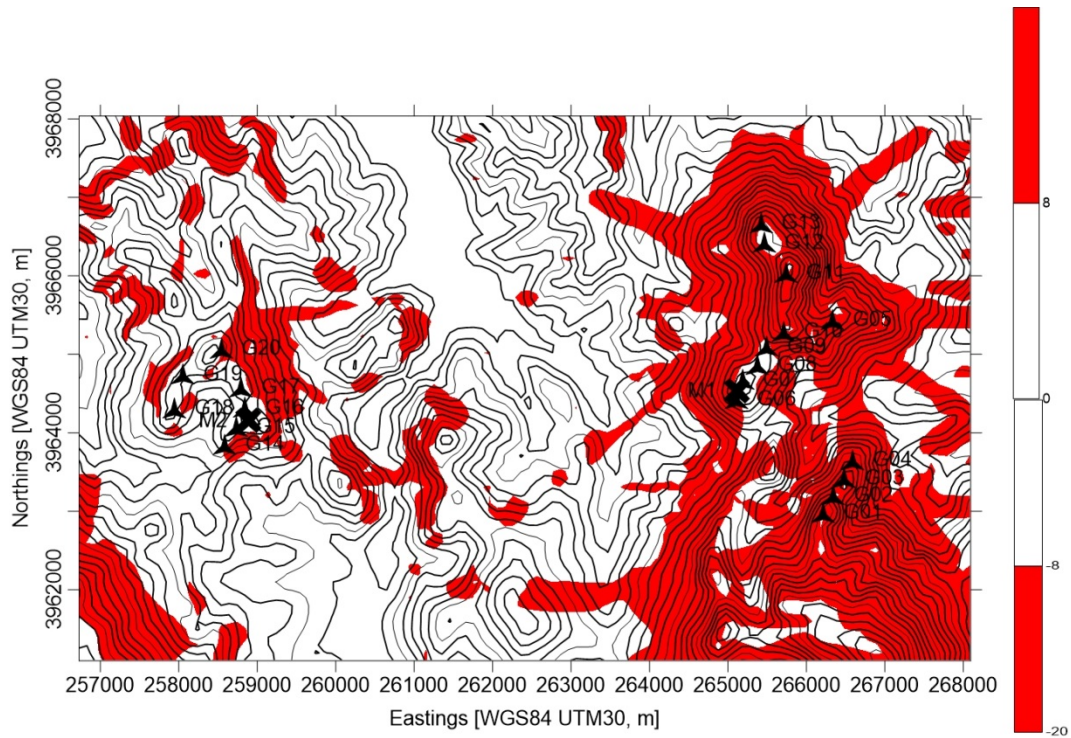 3968000
3966000
3964000
3962000
Northings [WGS84 UTM30, m]
G13
G12
G11
G05
G10
G09
G08
G07
M1
G06
G20
G19
G17
G18
G16
M2
G15
G14
G04
G03
G02
G01
257000 258000 259000 260000 261000 262000 263000 264000 265000 266000 267000 268000
Eastings [WGS84 UTM30, m]
8
0
-8
-20